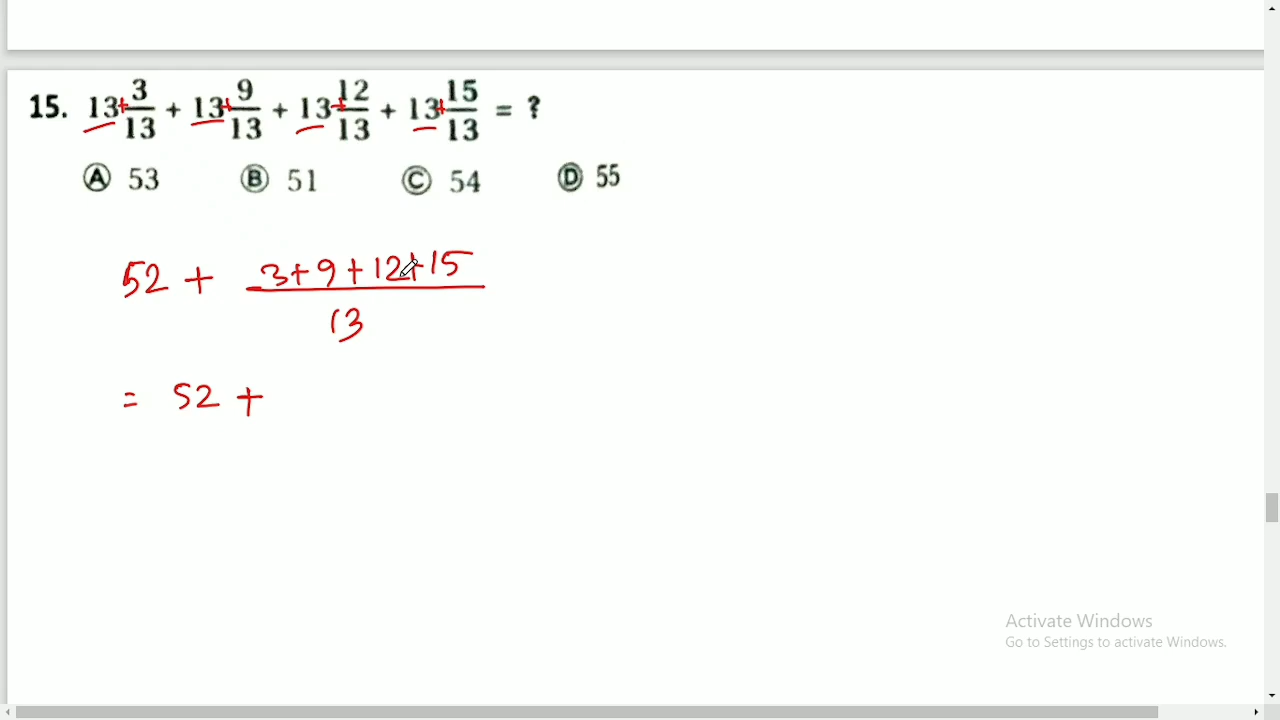 15. 13+3/13 + 13+9/13 + 13+12/13 + 13+15/13 = ?
Ⓐ 53 Ⓑ 51 Ⓒ 54 Ⓓ 55
52 + (3+9+12+15)/13
= 52 +
Activate Windows
Go to Settings to activate Windows.